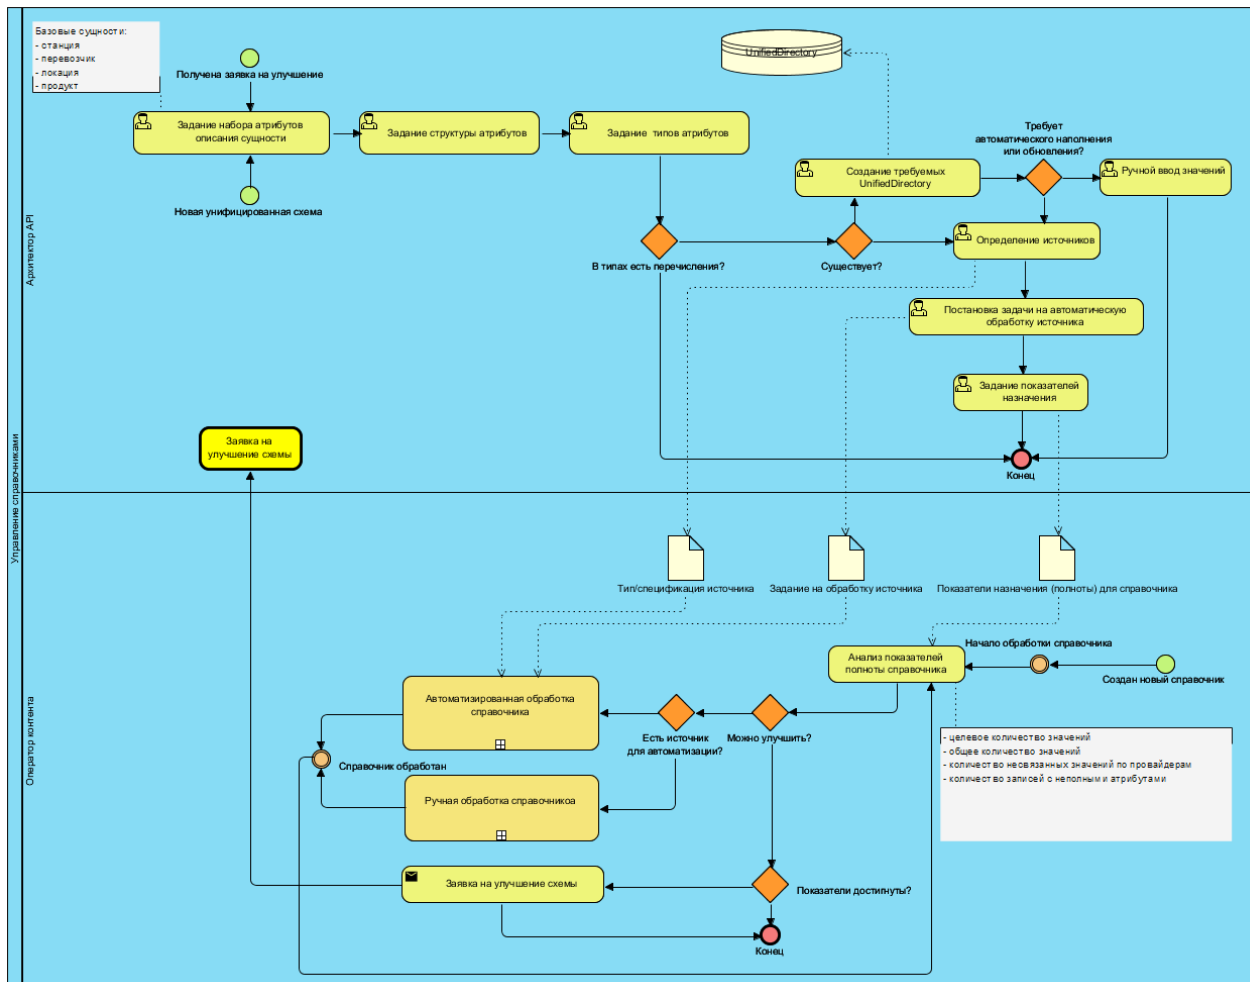 Базовые сущности:
- станция
- перевозчик
- локация
- продукт
Получена заявка на улучшение
Задание набора атрибутов
описания сущности
Задание структуры атрибутов
Задание типов атрибутов
Новая унифицированная схема
UnifiedDirectory
Требует
автоматического наполнения
или обновления?
Создание требуемых
UnifiedDirectory
Ручной ввод значений
В типах есть перечисления?
Существует?
Определение источников
Постановка задачи на автоматическую
обработку источника
Задание показателей
назначения
Конец
Архитектор API
Управление справочниками
Заявка на
улучшение схемы
Тип/спецификация источника
Задание на обработку источника
Показатели назначения (полноты) для справочника
Оператор контента
Анализ показателей
полноты справочника
Начало обработки справочника
Создан новый справочник
Автоматизированная обработка
справочника
Есть источник
для автоматизации?
Можно улучшить?
- целевое количество значений
- общее количество значений
- количество несвязанных значений по провайдерам
- количество записей с неполными атрибутами
Справочник обработан
Ручная обработка справочникоа
Заявка на улучшение схемы
Показатели достигнуты?
Конец